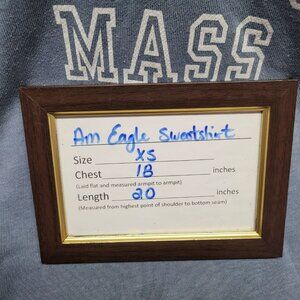 MASS
Am Eagle Sweatshirt
Size XS
Chest 18 inches
(Laid flat and measured armpit to armpit)
Length 20 inches
(Measured from highest point of shoulder to bottom seam)